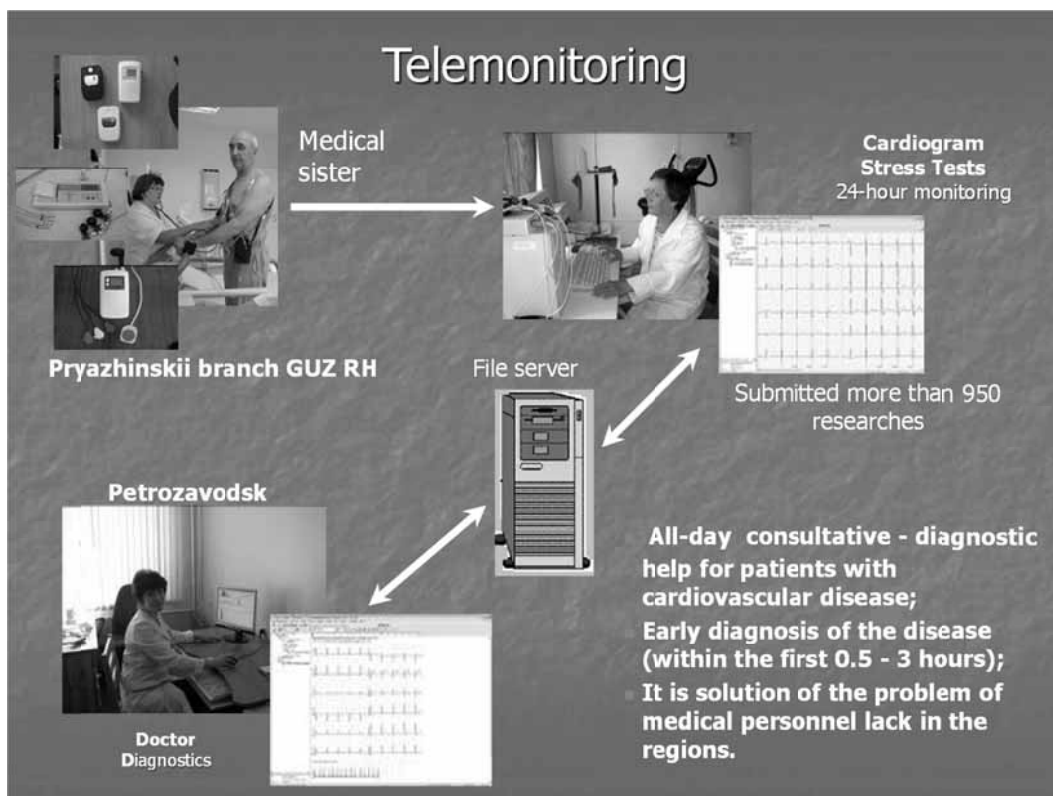 Telemonitoring
Medical
sister
Cardiogram
Stress Tests
24-hour monitoring
Pryazhinskii branch GUZ RH
File server
Submitted more than 950
researches
Petrozavodsk
All-day consultative - diagnostic
help for patients with
cardiovascular disease;
Early diagnosis of the disease
(within the first 0.5 - 3 hours);
It is solution of the problem of
medical personnel lack in the
regions.
Doctor
Diagnostics